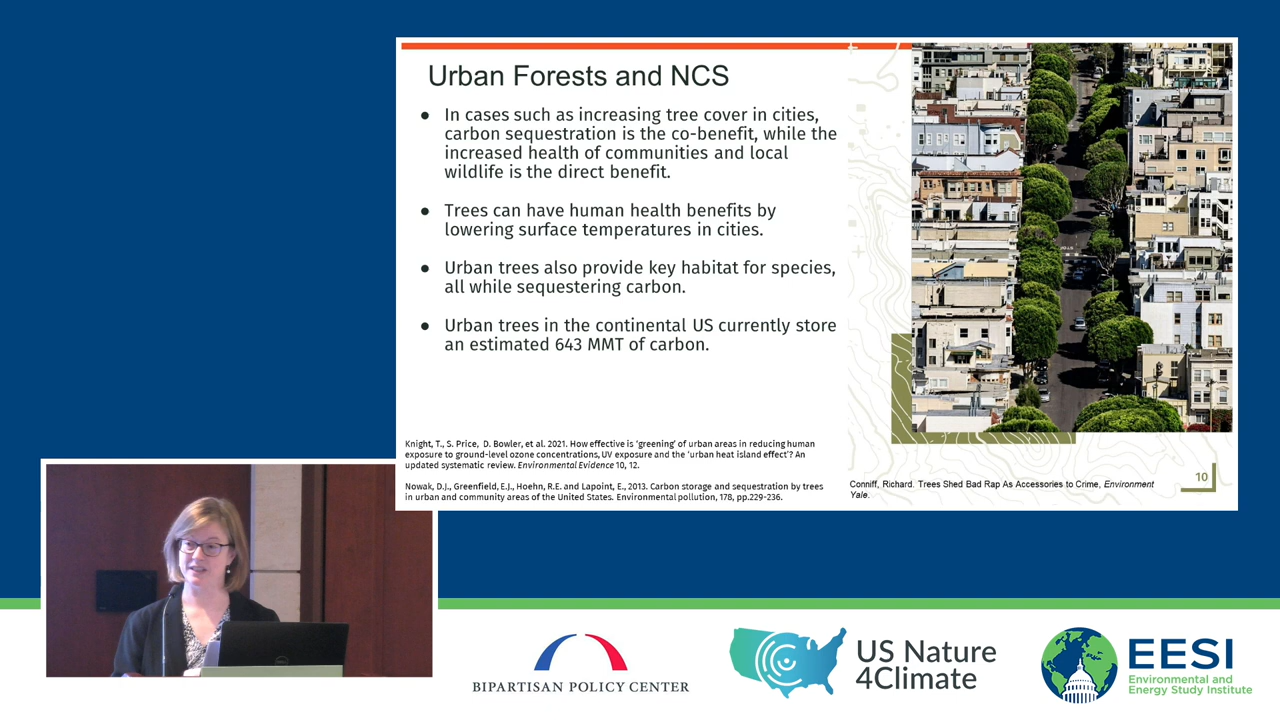 Urban Forests and NCS
● In cases such as increasing tree cover in cities,
carbon sequestration is the co-benefit, while the
increased health of communities and local
wildlife is the direct benefit.
● Trees can have human health benefits by
lowering surface temperatures in cities.
● Urban trees also provide key habitat for species,
all while sequestering carbon.
● Urban trees in the continental US currently store
an estimated 643 MMT of carbon.
Knight, T., S. Price, D. Bowler, et al. 2021. How effective is 'greening' of urban areas in reducing human
exposure to ground-level ozone concentrations, UV exposure and the 'urban heat island effect'? An
updated systematic review. Environmental Evidence 10, 12.
Nowak, D.J., Greenfield, E.J., Hoehn, R.E. and Lapoint, E., 2013. Carbon storage and sequestration by trees
in urban and community areas of the United States. Environmental pollution, 178, pp.229-236.
Conniff, Richard. Trees Shed Bad Rap As Accessories to Crime, Environment
Yale.
10
BIPARTISAN POLICY CENTER
US Nature
4Climate
EESI
Environmental and
Energy Study Institute